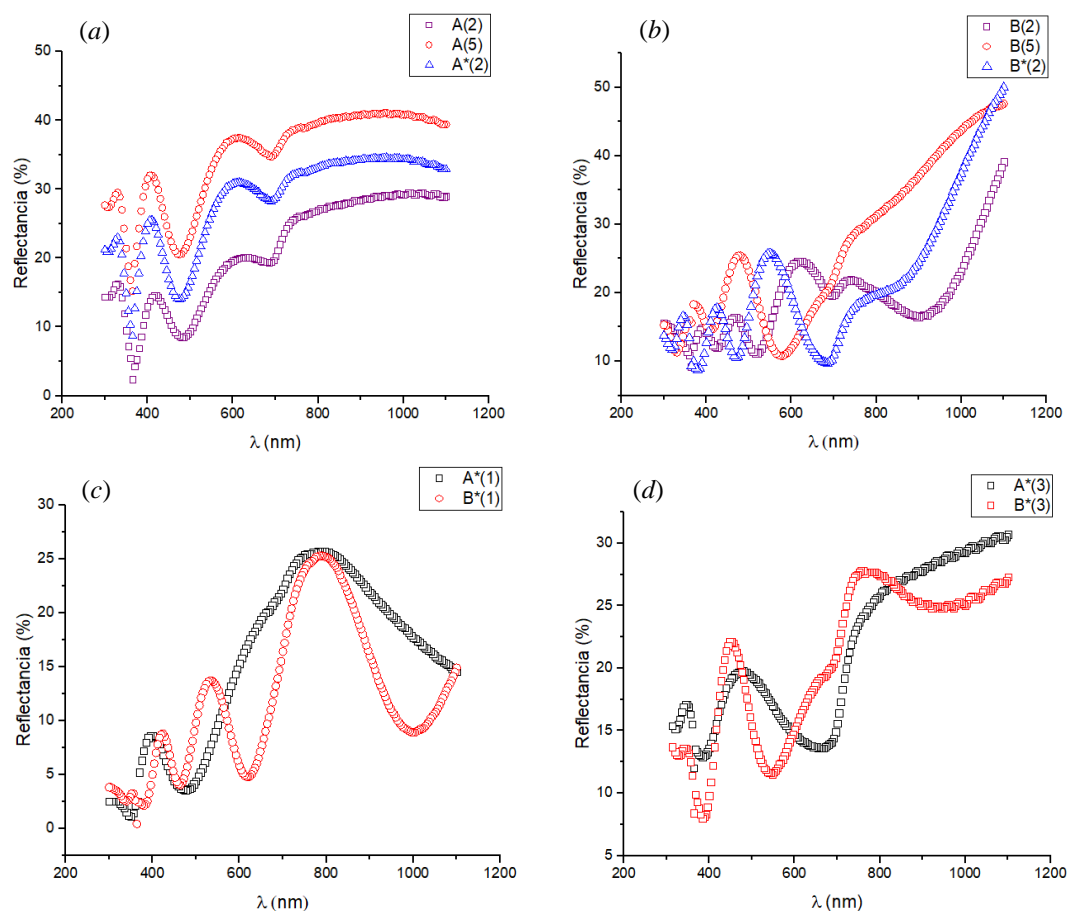 (a)
A(2)
A(5)
A*(2)
Reflectancia (%)
50
40
30
20
10
0
200 400 600 800 1000 1200
λ (nm)
(b)
B(2)
B(5)
B*(2)
Reflectancia (%)
50
40
30
20
10
200 400 600 800 1000 1200
λ (nm)
(c)
A*(1)
B*(1)
Reflectancia (%)
30
25
20
15
10
5
0
200 400 600 800 1000 1200
λ (nm)
(d)
A*(3)
B*(3)
Reflectancia (%)
30
25
20
15
10
5
200 400 600 800 1000 1200
λ (nm)